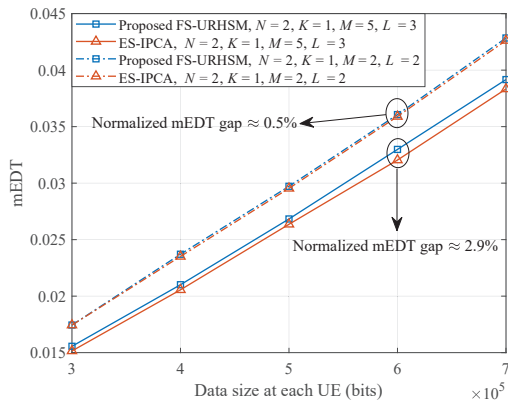 0.045
0.04
0.035
0.03
0.025
0.02
0.015
mEDT
Proposed FS-URHSM, N = 2, K = 1, M = 5, L = 3
ES-IPCA, N = 2, K = 1, M = 5, L = 3
Proposed FS-URHSM, N = 2, K = 1, M = 2, L = 2
ES-IPCA, N = 2, K = 1, M = 2, L = 2
Normalized mEDT gap ≈ 0.5%
Normalized mEDT gap ≈ 2.9%
3 4 5 6 7
Data size at each UE (bits)
×10⁵